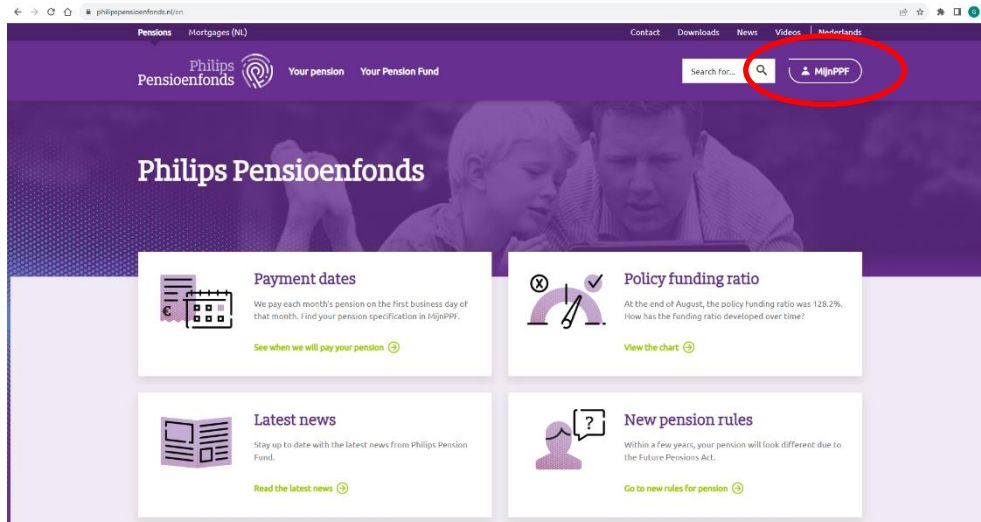 philipspensioenfonds.nl/en
G
Pensions Mortgages (NL) Contact Downloads News Videos Nederlands
Philips
Pensioenfonds
Your pension Your Pension Fund Search for... MijnPPF
Philips Pensioenfonds
Payment dates
We pay each month's pension on the first business day of
that month. Find your pension specification in MijnPPF.
See when we will pay your pension
Policy funding ratio
At the end of August, the policy funding ratio was 128.2%.
How has the funding ratio developed over time?
View the chart
Latest news
Stay up to date with the latest news from Philips Pension
Fund.
Read the latest news
New pension rules
Within a few years, your pension will look different due to
the Future Pensions Act.
Go to new rules for pension